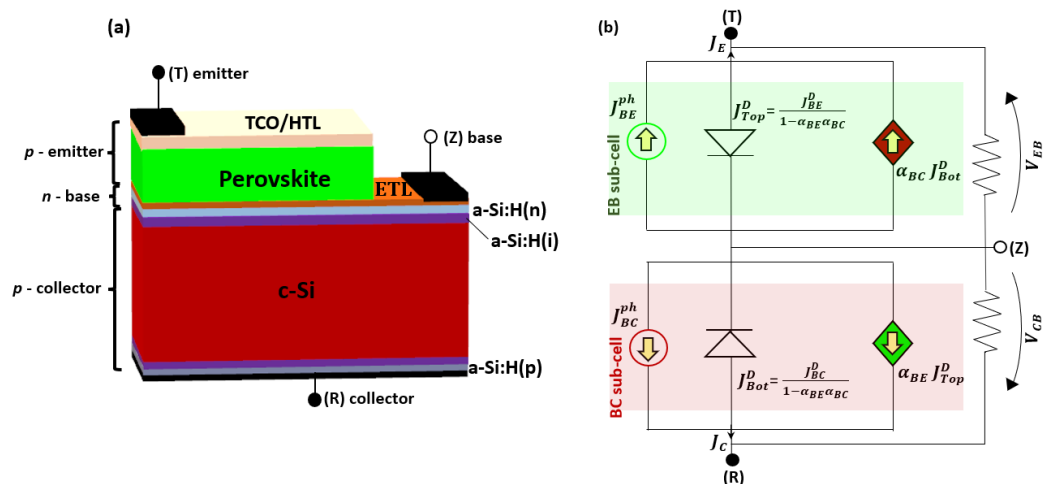 (a)
(T) emitter
TCO/HTL
(Z) base
p - emitter
Perovskite
ETL
n - base
a-Si:H(n)
a-Si:H(i)
p - collector
c-Si
a-Si:H(p)
(R) collector
(b)
(T)
J_E
EB sub-cell
J_BE^ph
J_Top^D = J_BE^D / (1-α_BE α_BC)
α_BC J_Bot^D
V_EB
(Z)
BC sub-cell
J_BC^ph
J_Bot^D = J_BC^D / (1-α_BE α_BC)
α_BE J_Top^D
V_CB
J_C
(R)